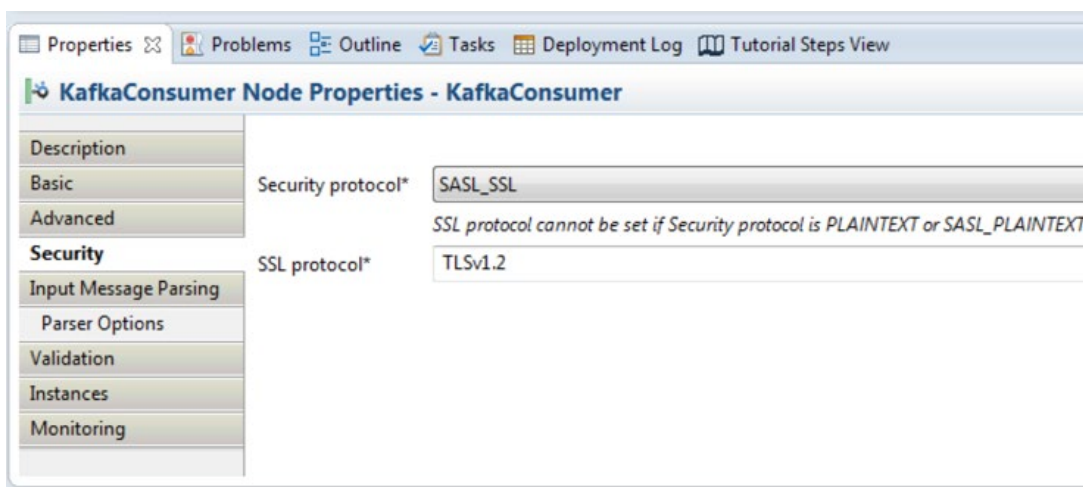 Properties Problems Outline Tasks Deployment Log Tutorial Steps View
KafkaConsumer Node Properties - KafkaConsumer
Description
Basic
Advanced
Security
Input Message Parsing
Parser Options
Validation
Instances
Monitoring
Security protocol* SASL_SSL
SSL protocol cannot be set if Security protocol is PLAINTEXT or SASL_PLAINTEXT
SSL protocol* TLSv1.2